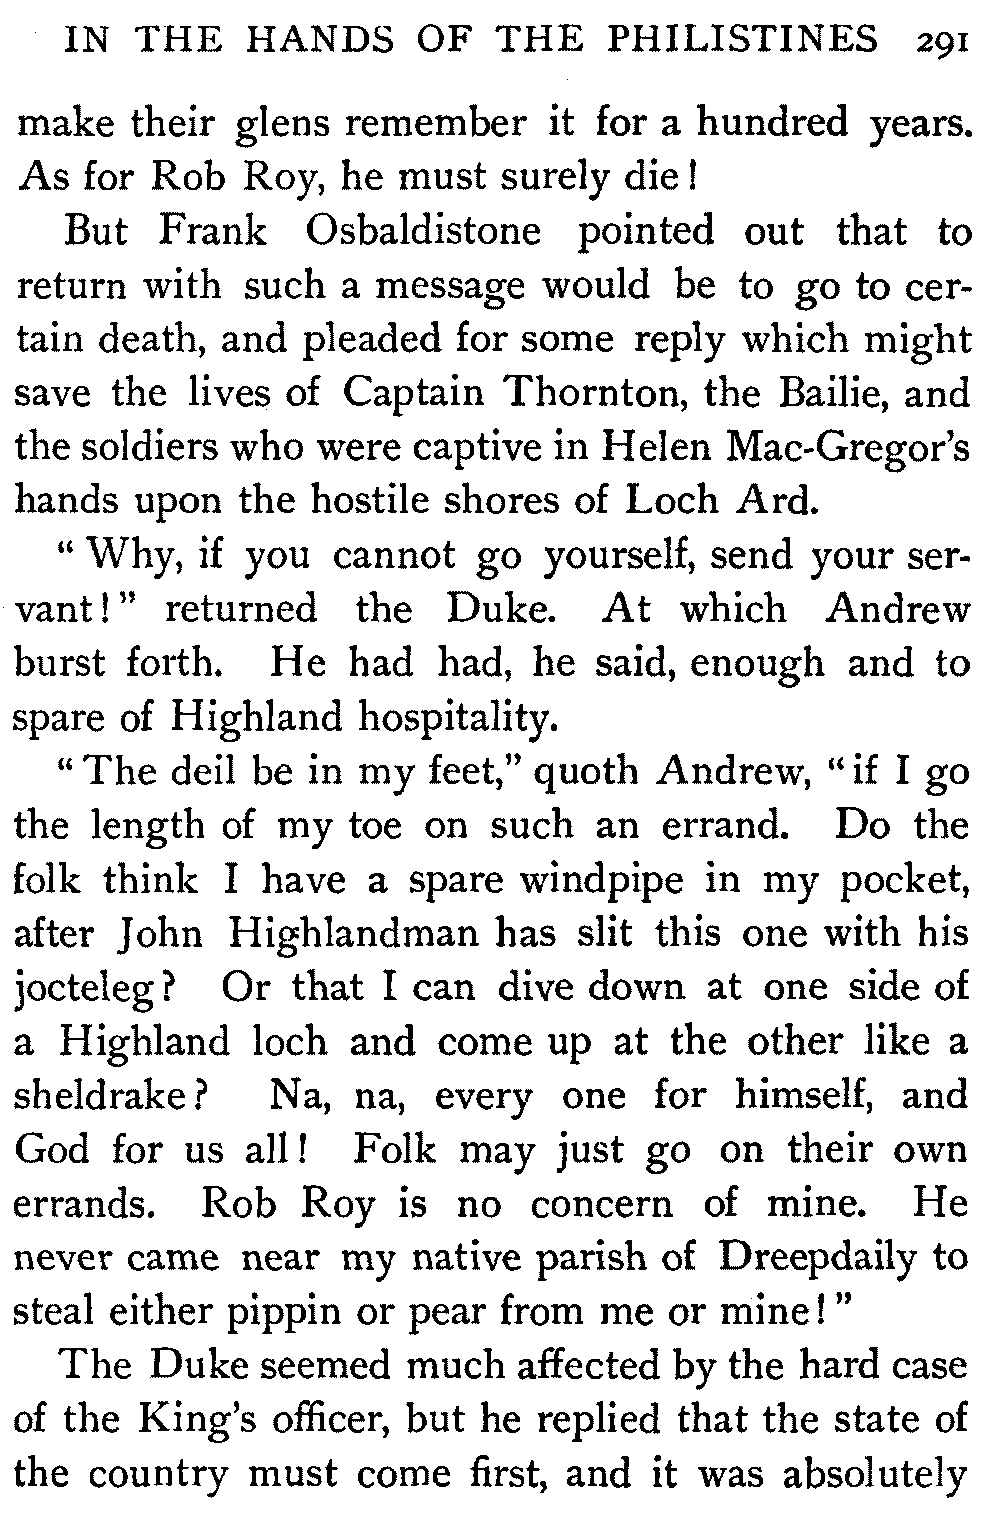 IN THE HANDS OF THE PHILISTINES 291
make their glens remember it for a hundred years.
As for Rob Roy, he must surely die!
But Frank Osbaldistone pointed out that to
return with such a message would be to go to cer-
tain death, and pleaded for some reply which might
save the lives of Captain Thornton, the Bailie, and
the soldiers who were captive in Helen Mac-Gregor's
hands upon the hostile shores of Loch Ard.
"Why, if you cannot go yourself, send your ser-
vant!" returned the Duke. At which Andrew
burst forth. He had had, he said, enough and to
spare of Highland hospitality.
"The deil be in my feet," quoth Andrew, "if I go
the length of my toe on such an errand. Do the
folk think I have a spare windpipe in my pocket,
after John Highlandman has slit this one with his
jocteleg? Or that I can dive down at one side of
a Highland loch and come up at the other like a
sheldrake? Na, na, every one for himself, and
God for us all! Folk may just go on their own
errands. Rob Roy is no concern of mine. He
never came near my native parish of Dreepdaily to
steal either pippin or pear from me or mine!"
The Duke seemed much affected by the hard case
of the King's officer, but he replied that the state of
the country must come first, and it was absolutely